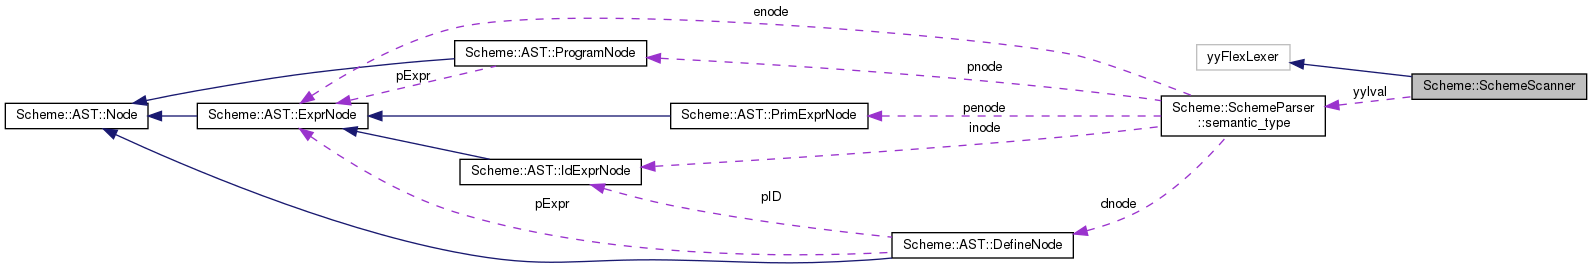 enode
Scheme::AST::ProgramNode
pExpr
pnode
yyFlexLexer
Scheme::SchemeScanner
yylval
Scheme::AST::Node
Scheme::AST::ExprNode
Scheme::AST::PrimExprNode
penode
Scheme::SchemeParser
::semantic_type
inode
Scheme::AST::IdExprNode
pID
pExpr
dnode
Scheme::AST::DefineNode